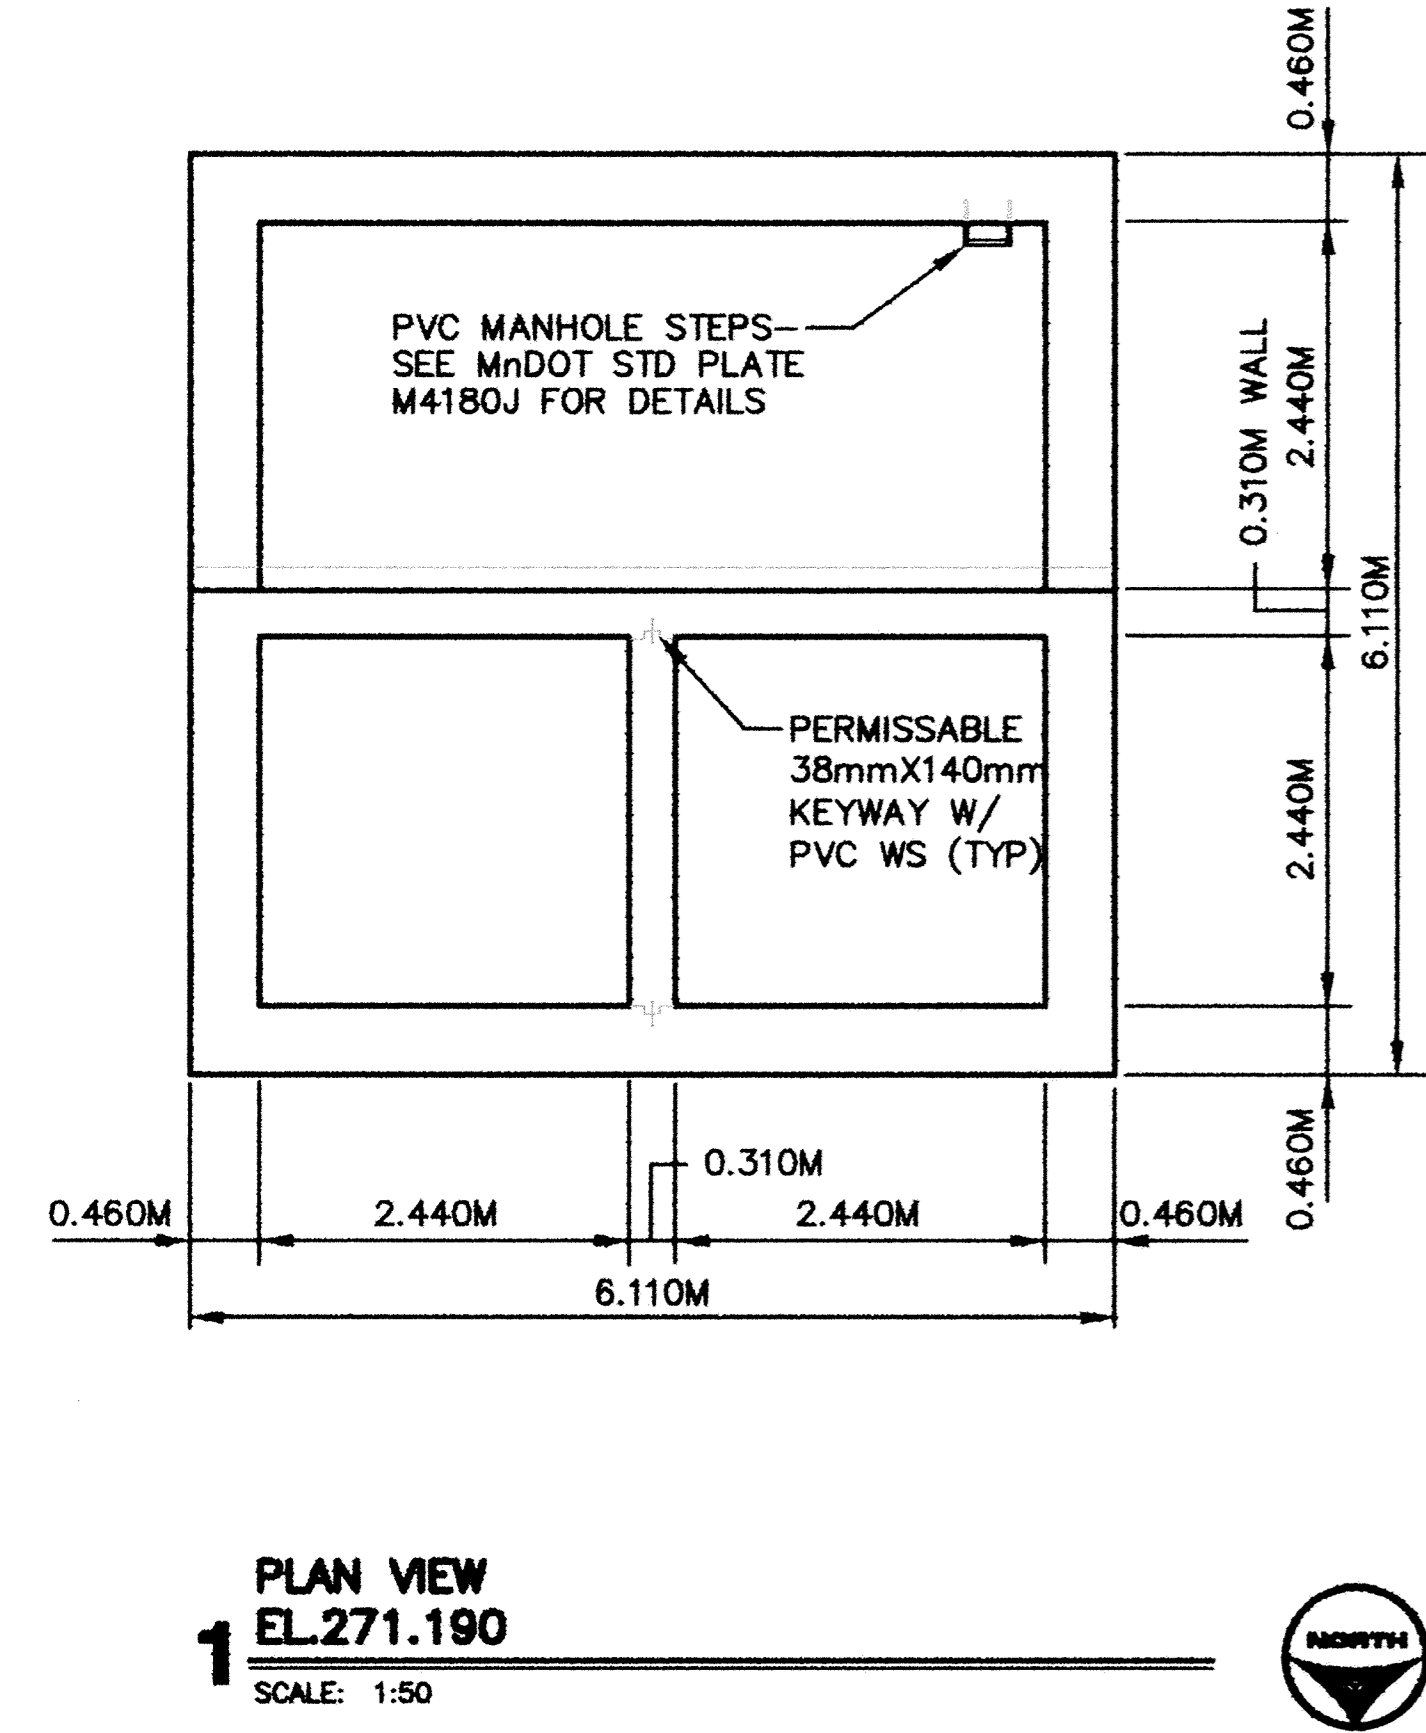 0.460M
PVC MANHOLE STEPS
SEE MnDOT STD PLATE
M4180J FOR DETAILS
0.310M WALL
2.440M
6.110M
PERMISSABLE
38mmX140mm
KEYWAY W/
PVC WS (TYP)
2.440M
0.460M
0.310M
0.460M
2.440M
2.440M
0.460M
6.110M
PLAN VIEW
1 EL.271.190
SCALE: 1:50
NORTH